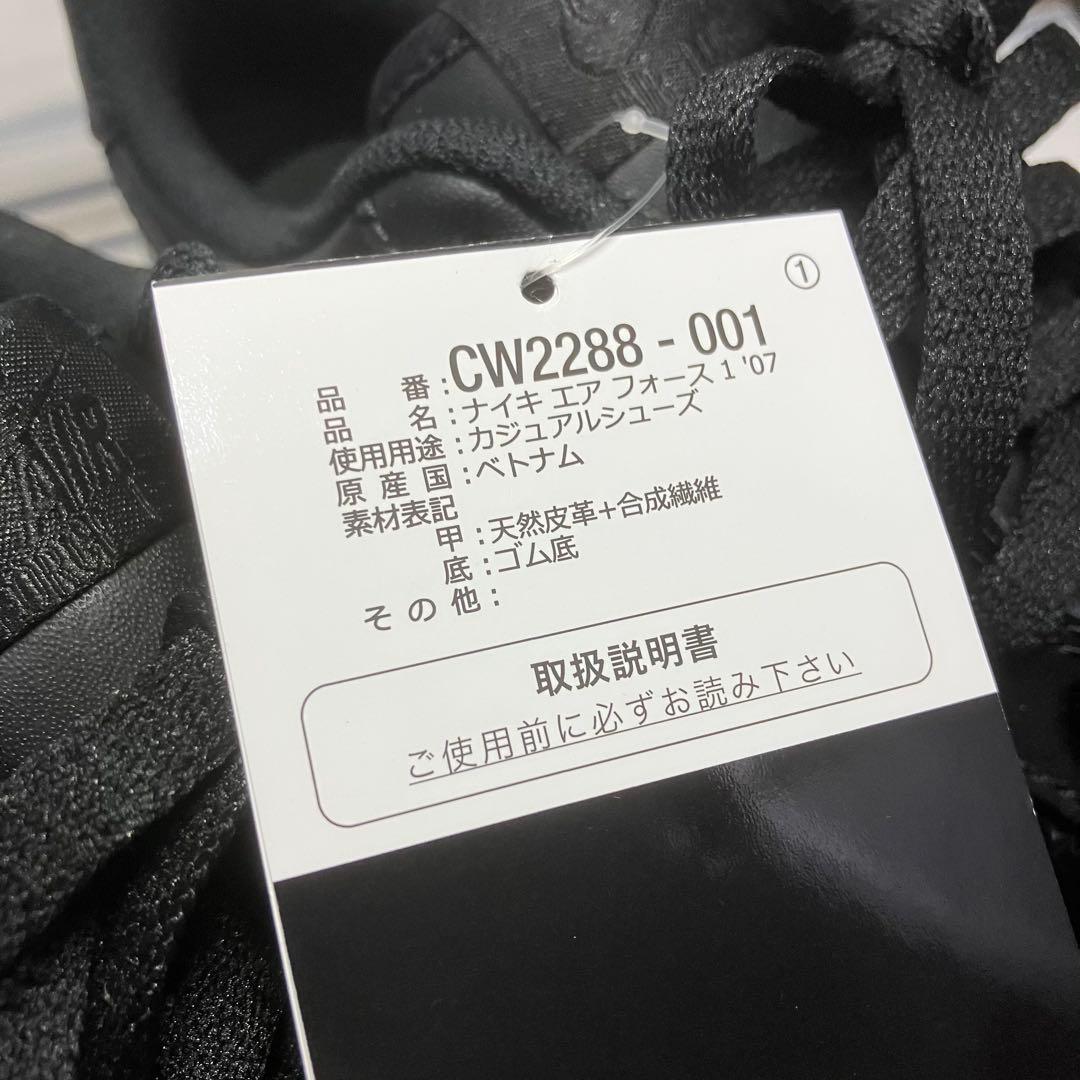 ①
品番:CW2288-001
品名:ナイキ エア フォース 1 '07
使用用途:カジュアルシューズ
原産国:ベトナム
素材表記
甲:天然皮革+合成繊維
底:ゴム底
その他:
取扱説明書
ご使用前に必ずお読み下さい
AIR